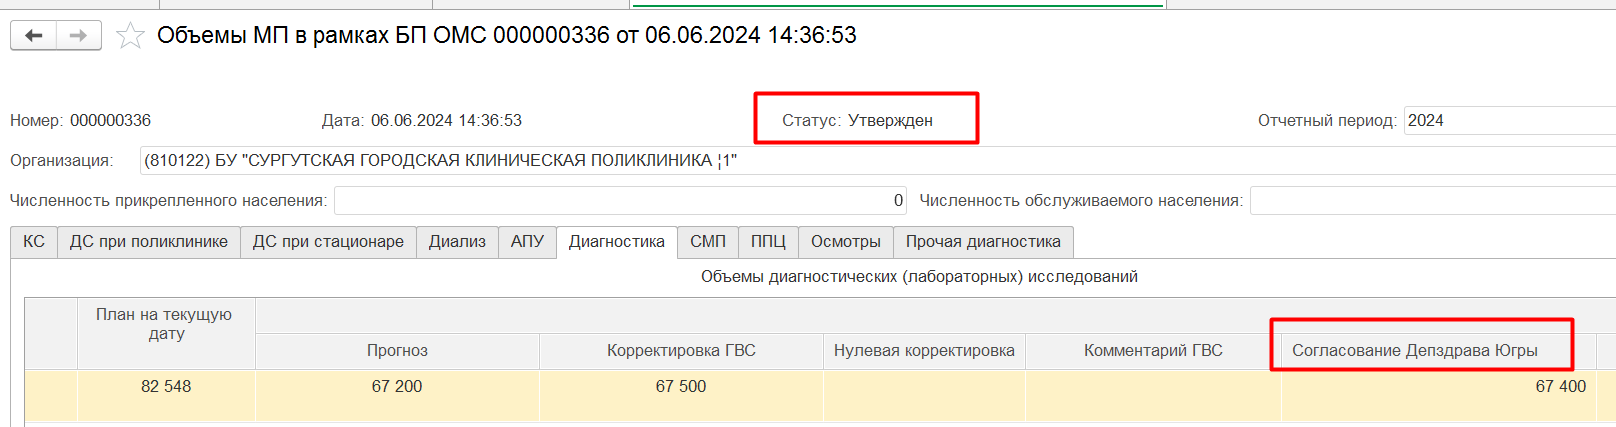 Объемы МП в рамках БП ОМС 000000336 от 06.06.2024 14:36:53
Номер: 000000336 Дата: 06.06.2024 14:36:53 Статус: Утвержден Отчетный период: 2024
Организация: (810122) БУ "СУРГУТСКАЯ ГОРОДСКАЯ КЛИНИЧЕСКАЯ ПОЛИКЛИНИКА ¦1"
Численность прикрепленного населения: 0 Численность обслуживаемого населения:
КС ДС при поликлинике ДС при стационаре Диализ АПУ Диагностика СМП ППЦ Осмотры Прочая диагностика
Объемы диагностических (лабораторных) исследований
План на текущую
дату
Прогноз Корректировка ГВС Нулевая корректировка Комментарий ГВС Согласование Депздрава Югры
82 548 67 200 67 500 67 400